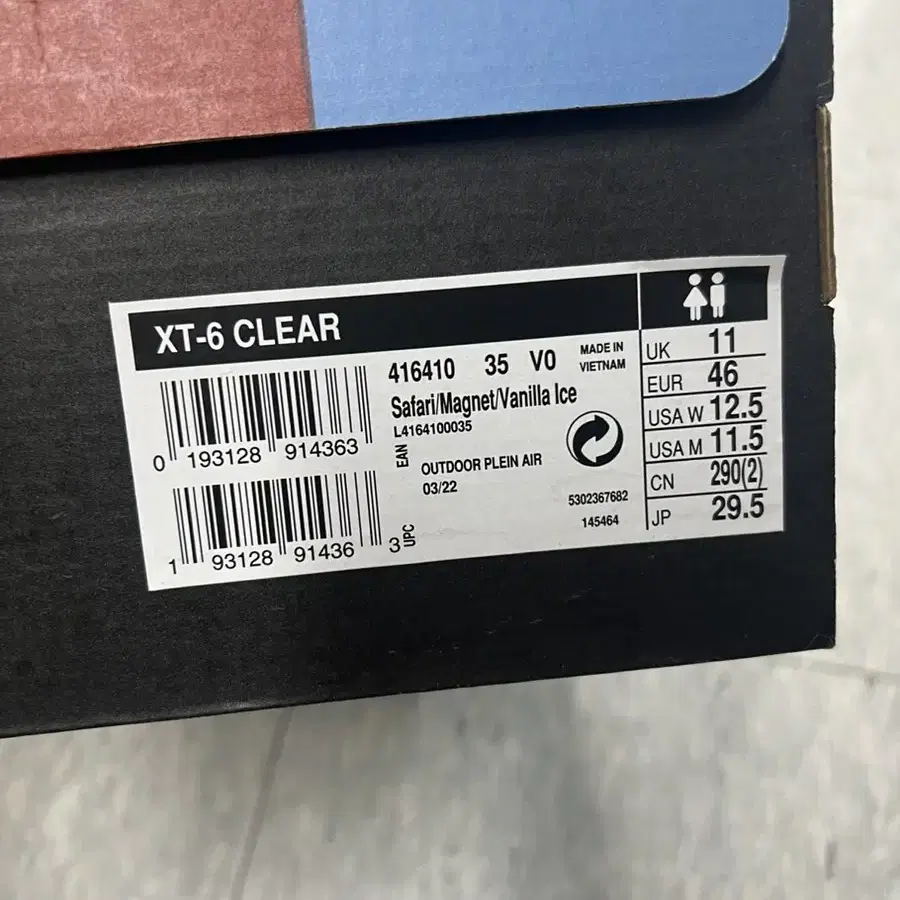 XT-6 CLEAR
416410 35 V0
MADE IN
VIETNAM
Safari/Magnet/Vanilla Ice
L4164100035
0 193128 914363
EAN
OUTDOOR PLEIN AIR
03/22
5302367682
145464
1 93128 91436 3
UPC
UK 11
EUR 46
USA W 12.5
USA M 11.5
CN 290(2)
JP 29.5